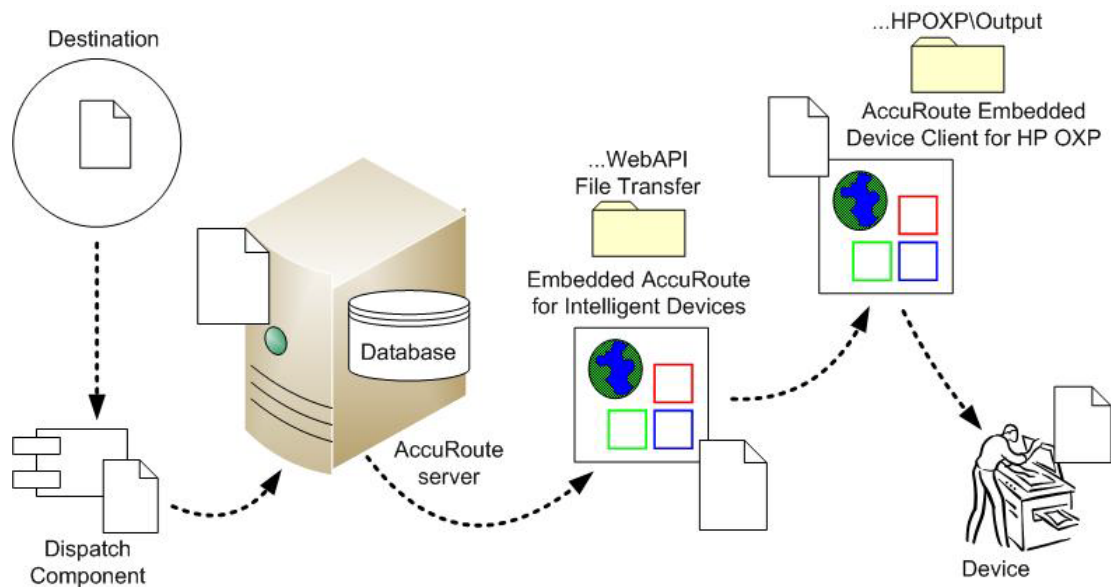 Destination
Dispatch
Component
Database
AccuRoute
server
...WebAPI
File Transfer
Embedded AccuRoute
for Intelligent Devices
...HPOXP\Output
AccuRoute Embedded
Device Client for HP OXP
Device